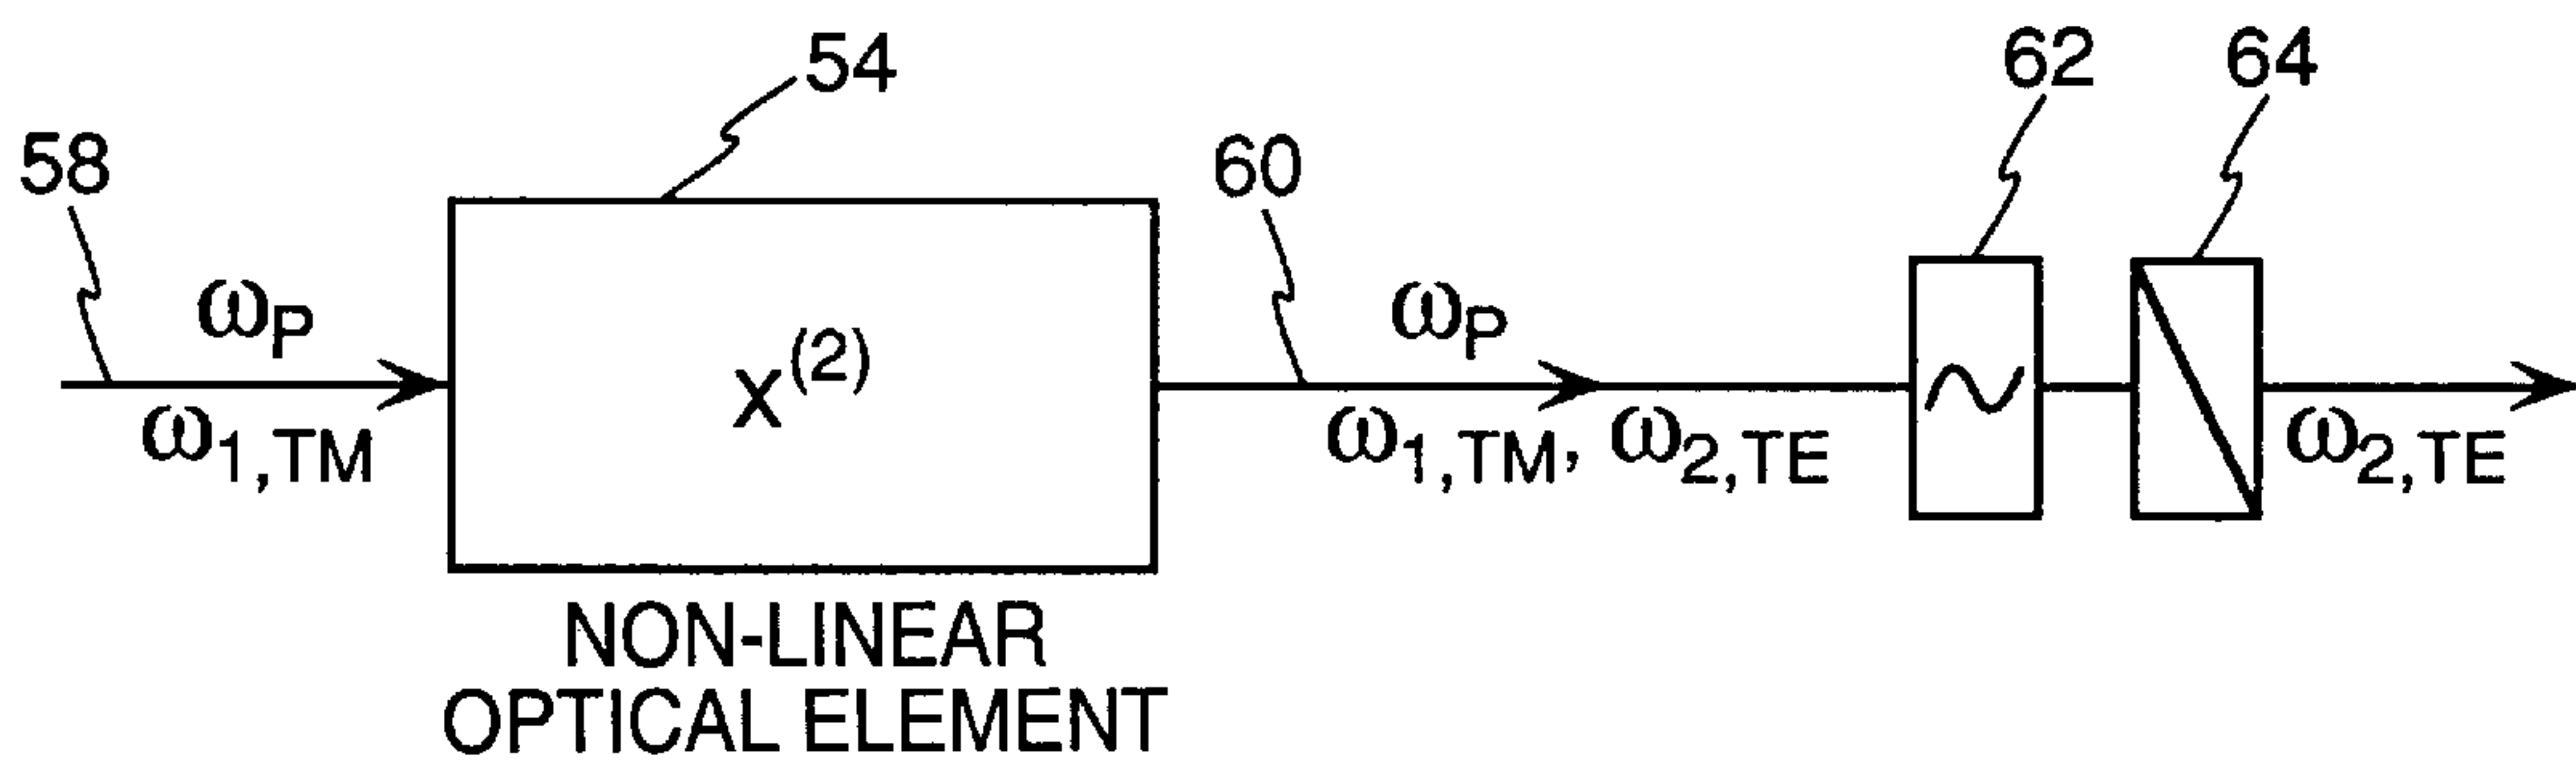 54
62
64
58
60
ωP
ω1,TM
x(2)
ωP
ω1,TM, ω2,TE
ω2,TE
NON-LINEAR
OPTICAL ELEMENT